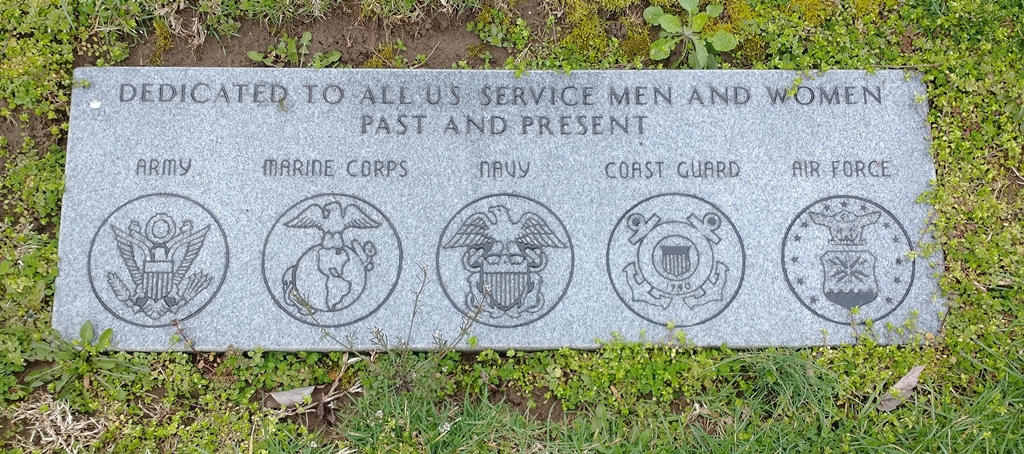 DEDICATED TO ALL US SERVICE MEN AND WOMEN
PAST AND PRESENT
ARMY MARINE CORPS NAVY COAST GUARD AIR FORCE
1790